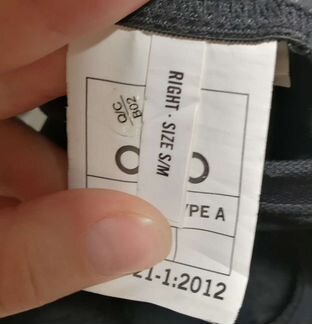 RIGHT · SIZE S/M
Q/C
B02
YPE A
21-1:2012